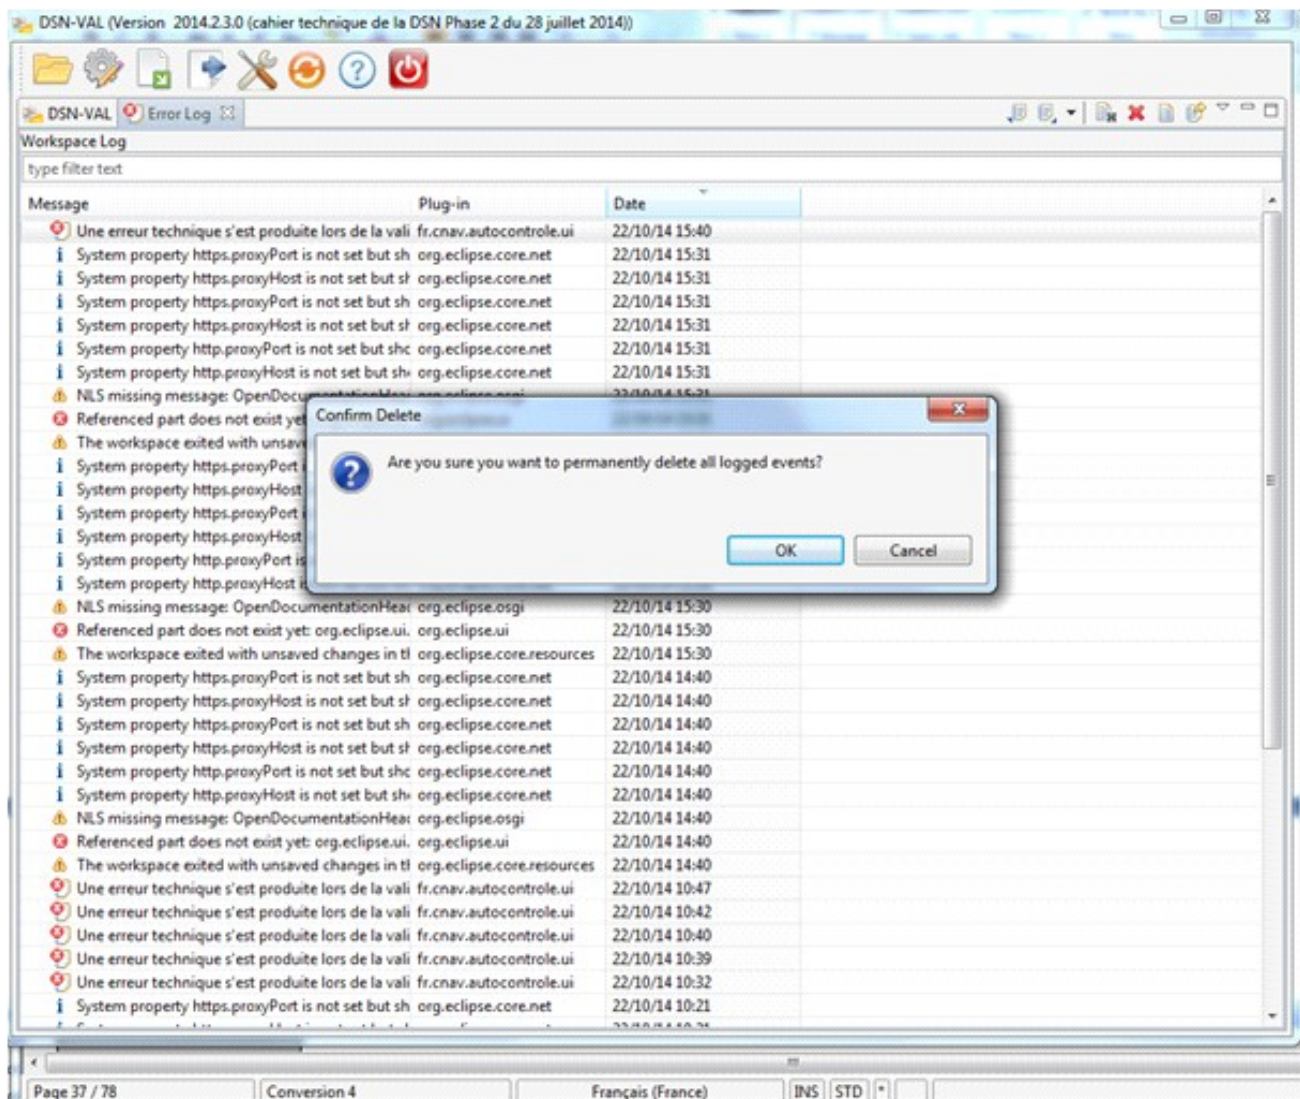 DSN-VAL (Version 2014.2.3.0 (cahier technique de la DSN Phase 2 du 28 juillet 2014))
DSN-VAL Error Log
Workspace Log
type filter text
Message Plug-in Date
Une erreur technique s'est produite lors de la vali fr.cnav.autocontrole.ui 22/10/14 15:40
System property https.proxyPort is not set but sh org.eclipse.core.net 22/10/14 15:31
System property https.proxyHost is not set but sh org.eclipse.core.net 22/10/14 15:31
System property https.proxyPort is not set but sh org.eclipse.core.net 22/10/14 15:31
System property https.proxyHost is not set but sh org.eclipse.core.net 22/10/14 15:31
System property http.proxyPort is not set but sho org.eclipse.core.net 22/10/14 15:31
System property http.proxyHost is not set but sh org.eclipse.core.net 22/10/14 15:31
NLS missing message: OpenDocumentationHea org.eclipse.osgi 22/10/14 15:31
Referenced part does not exist yet
The workspace exited with unsav
System property https.proxyPort
System property https.proxyHost
System property https.proxyPort
System property https.proxyHost
System property http.proxyPort is
System property http.proxyHost
Confirm Delete
Are you sure you want to permanently delete all logged events?
OK Cancel
NLS missing message: OpenDocumentationHea org.eclipse.osgi 22/10/14 15:30
Referenced part does not exist yet: org.eclipse.ui. org.eclipse.ui 22/10/14 15:30
The workspace exited with unsaved changes in tl org.eclipse.core.resources 22/10/14 15:30
System property https.proxyPort is not set but sh org.eclipse.core.net 22/10/14 14:40
System property https.proxyHost is not set but sh org.eclipse.core.net 22/10/14 14:40
System property https.proxyPort is not set but sh org.eclipse.core.net 22/10/14 14:40
System property https.proxyHost is not set but sh org.eclipse.core.net 22/10/14 14:40
System property http.proxyPort is not set but sho org.eclipse.core.net 22/10/14 14:40
System property http.proxyHost is not set but sh org.eclipse.core.net 22/10/14 14:40
NLS missing message: OpenDocumentationHea org.eclipse.osgi 22/10/14 14:40
Referenced part does not exist yet: org.eclipse.ui. org.eclipse.ui 22/10/14 14:40
The workspace exited with unsaved changes in tl org.eclipse.core.resources 22/10/14 14:40
Une erreur technique s'est produite lors de la vali fr.cnav.autocontrole.ui 22/10/14 10:47
Une erreur technique s'est produite lors de la vali fr.cnav.autocontrole.ui 22/10/14 10:42
Une erreur technique s'est produite lors de la vali fr.cnav.autocontrole.ui 22/10/14 10:40
Une erreur technique s'est produite lors de la vali fr.cnav.autocontrole.ui 22/10/14 10:39
Une erreur technique s'est produite lors de la vali fr.cnav.autocontrole.ui 22/10/14 10:32
System property https.proxyPort is not set but sh org.eclipse.core.net 22/10/14 10:21
Page 37 / 78 Conversion 4 Français (France) INS STD *